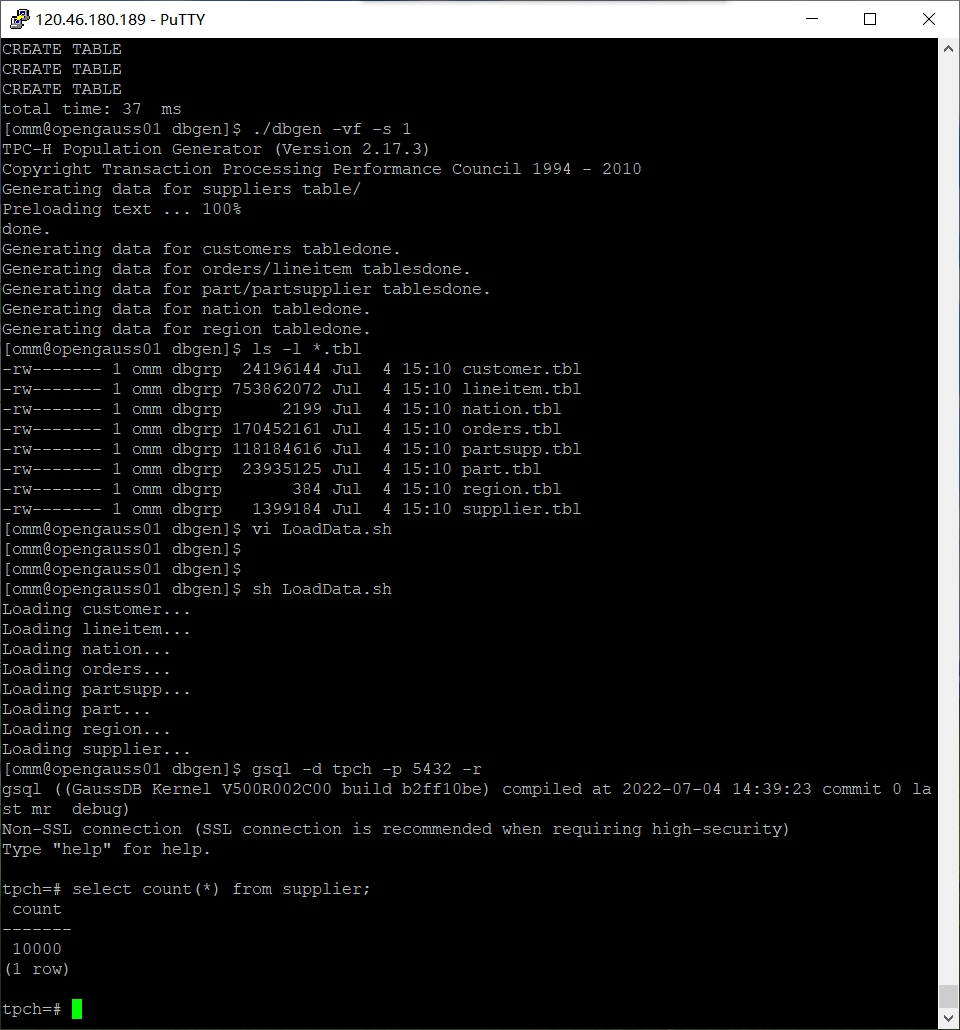 120.46.180.189 - PuTTY
CREATE TABLE
CREATE TABLE
CREATE TABLE
total time: 37  ms
[omm@opengauss01 dbgen]$ ./dbgen -vf -s 1
TPC-H Population Generator (Version 2.17.3)
Copyright Transaction Processing Performance Council 1994 - 2010
Generating data for suppliers table/
Preloading text ... 100%
done.
Generating data for customers tabledone.
Generating data for orders/lineitem tablesdone.
Generating data for part/partsupplier tablesdone.
Generating data for nation tabledone.
Generating data for region tabledone.
[omm@opengauss01 dbgen]$ ls -l *.tbl
-rw------- 1 omm dbgrp  24196144 Jul  4 15:10 customer.tbl
-rw------- 1 omm dbgrp 753862072 Jul  4 15:10 lineitem.tbl
-rw------- 1 omm dbgrp      2199 Jul  4 15:10 nation.tbl
-rw------- 1 omm dbgrp 170452161 Jul  4 15:10 orders.tbl
-rw------- 1 omm dbgrp 118184616 Jul  4 15:10 partsupp.tbl
-rw------- 1 omm dbgrp  23935125 Jul  4 15:10 part.tbl
-rw------- 1 omm dbgrp       384 Jul  4 15:10 region.tbl
-rw------- 1 omm dbgrp   1399184 Jul  4 15:10 supplier.tbl
[omm@opengauss01 dbgen]$ vi LoadData.sh
[omm@opengauss01 dbgen]$
[omm@opengauss01 dbgen]$
[omm@opengauss01 dbgen]$ sh LoadData.sh
Loading customer...
Loading lineitem...
Loading nation...
Loading orders...
Loading partsupp...
Loading part...
Loading region...
Loading supplier...
[omm@opengauss01 dbgen]$ gsql -d tpch -p 5432 -r
gsql ((GaussDB Kernel V500R002C00 build b2ff10be) compiled at 2022-07-04 14:39:23 commit 0 la
st mr  debug)
Non-SSL connection (SSL connection is recommended when requiring high-security)
Type "help" for help.
tpch=# select count(*) from supplier;
 count
-------
 10000
(1 row)
tpch=#